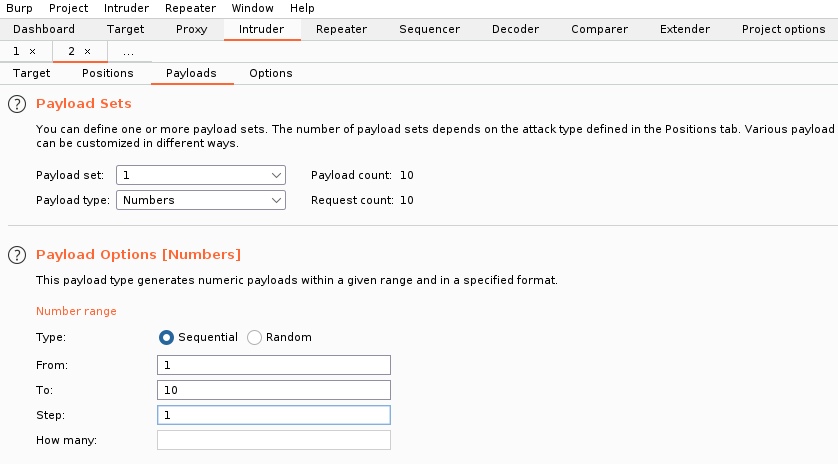 Burp Project Intruder Repeater Window Help
Dashboard Target Proxy Intruder Repeater Sequencer Decoder Comparer Extender Project options
1 × 2 × ...
Target Positions Payloads Options
? Payload Sets
You can define one or more payload sets. The number of payload sets depends on the attack type defined in the Positions tab. Various payload
can be customized in different ways.
Payload set: 1 Payload count: 10
Payload type: Numbers Request count: 10
? Payload Options [Numbers]
This payload type generates numeric payloads within a given range and in a specified format.
Number range
Type: Sequential Random
From: 1
To: 10
Step: 1
How many: